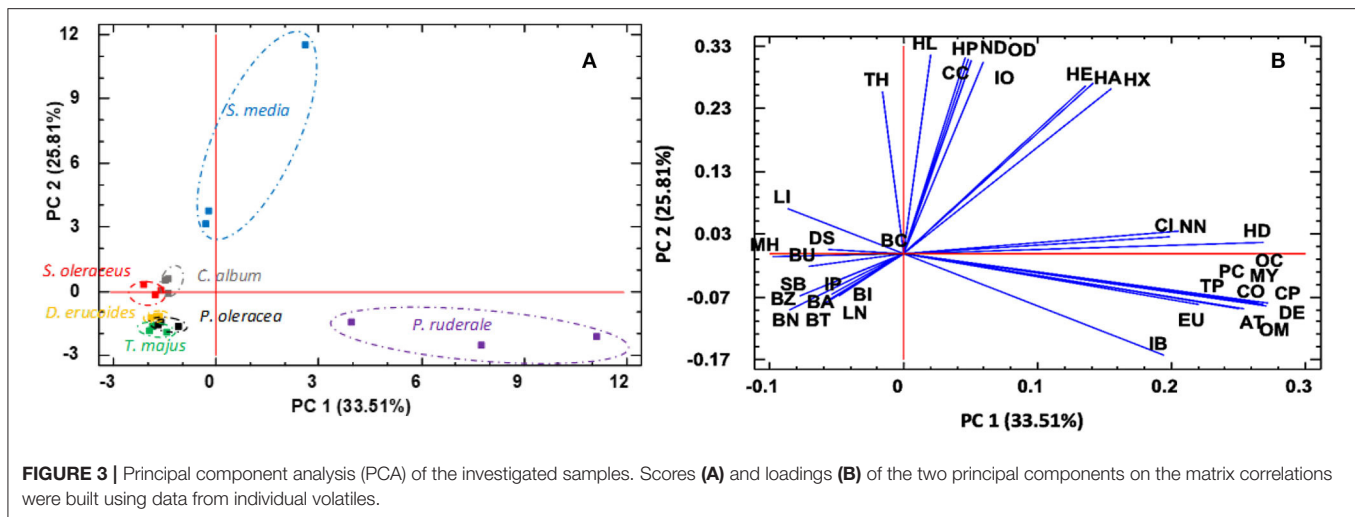 A
PC 2 (25.81%)
12
9
6
3
0
-3
S. media
S. oleraceus
C. album
D. erucoides
P. oleracea
T. majus
P. ruderale
-3 0 3 6 9 12
PC 1 (33.51%)
B
PC 2 (25.81%)
0.33
0.23
0.13
0.03
-0.07
-0.17
HL HP ND OD
TH CC IO
HE HA HX
LI
DS BC CI NN HD
MH BU OC
SB IP PC MY
BZ BA BI TP CO CP
BN BT LN EU AT DE
OM
IB
-0.1 0 0.1 0.2 0.3
PC 1 (33.51%)
FIGURE 3 | Principal component analysis (PCA) of the investigated samples. Scores (A) and loadings (B) of the two principal components on the matrix correlations
were built using data from individual volatiles.